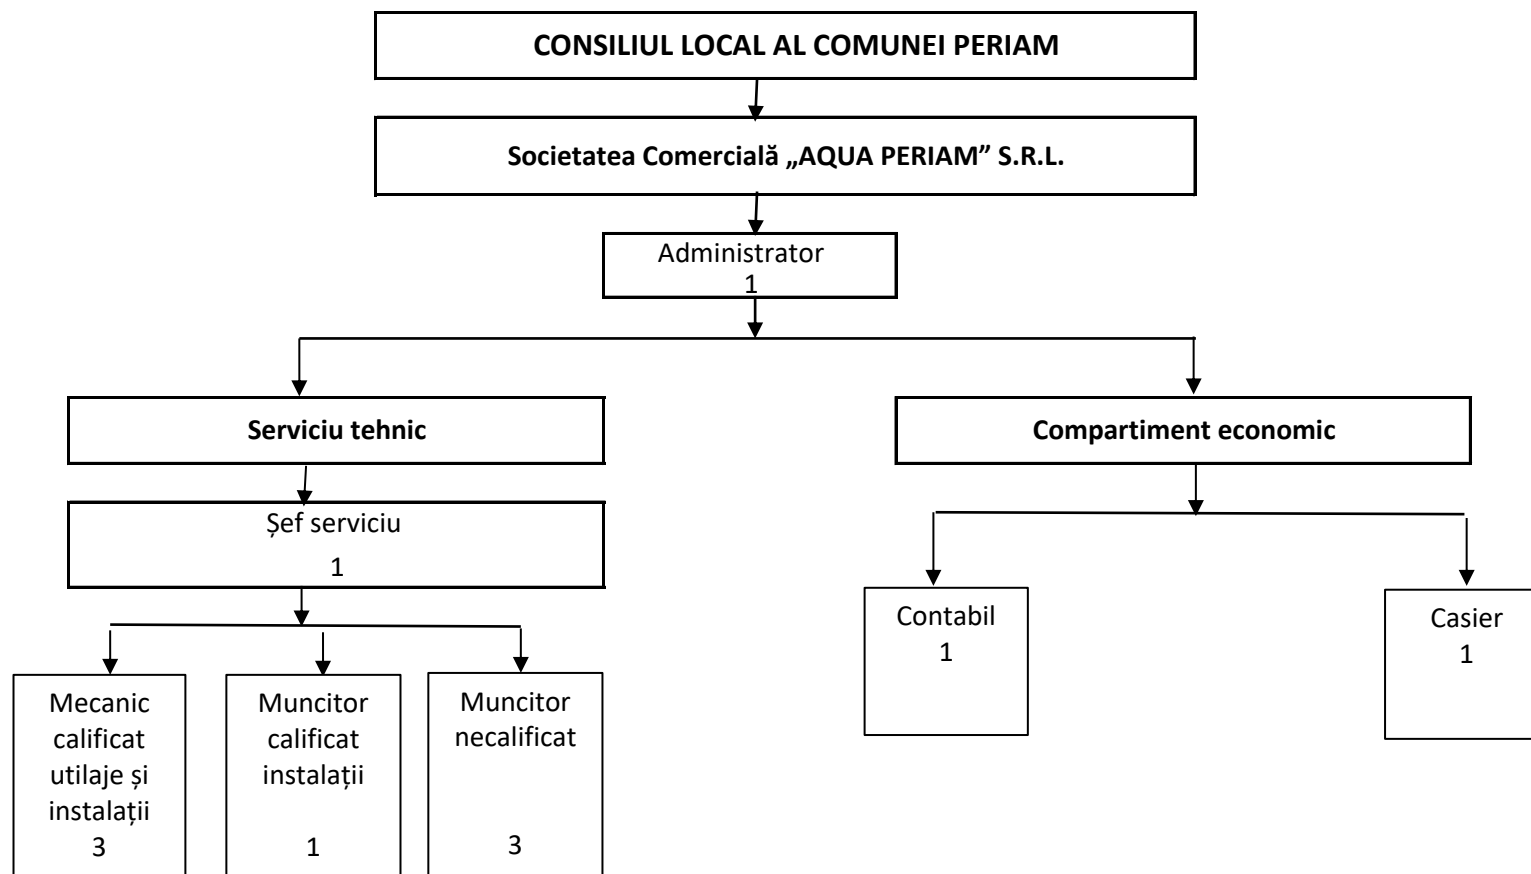 CONSILIUL LOCAL AL COMUNEI PERIAM
Societatea Comercială „AQUA PERIAM” S.R.L.
Administrator
1
Serviciu tehnic
Compartiment economic
Șef serviciu
1
Contabil
1
Casier
1
Mecanic
calificat
utilaje și
instalații
3
Muncitor
calificat
instalații
1
Muncitor
necalificat
3